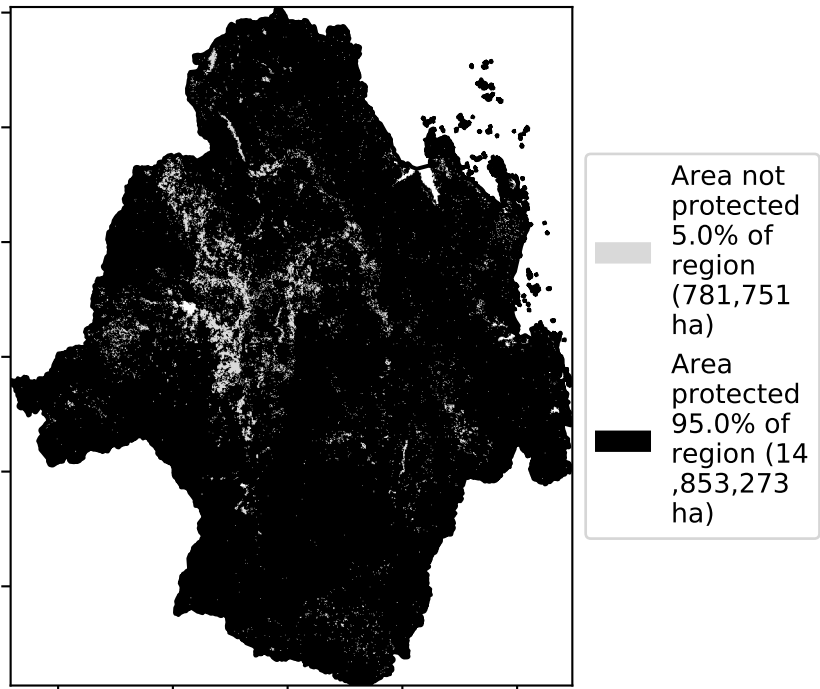 Area not
protected
5.0% of
region
(781,751
ha)
Area
protected
95.0% of
region (14
,853,273
ha)